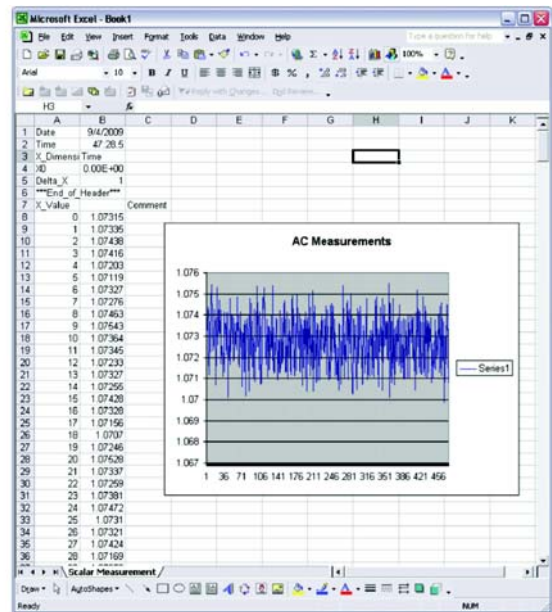 Microsoft Excel - Book1
File Edit View Insert Format Tools Data Window Help Type a question for help
100%
Arial 10 B I U $ %
Reply with Changes... End Review...
H3 fx
A B C D E F G H I J K
1 Date 9/4/2009
2 Time 47:28.5
3 X_Dimensi Time
4 X0 0.00E+00
5 Delta_X 1
6 ***End_of_Header***
7 X_Value Comment
8 0 1.07315
9 1 1.07335
10 2 1.07438
11 3 1.07416
12 4 1.07203
13 5 1.07119
14 6 1.07327
15 7 1.07276
16 8 1.07463
17 9 1.07543
18 10 1.07364
19 11 1.07345
20 12 1.07233
21 13 1.07327
22 14 1.07255
23 15 1.07428
24 16 1.07328
25 17 1.07156
26 18 1.0707
27 19 1.07246
28 20 1.07528
29 21 1.07337
30 22 1.07259
31 23 1.07381
32 24 1.07472
33 25 1.0731
34 26 1.07321
35 27 1.07424
36 28 1.07169
AC Measurements
1.076
1.075
1.074
1.073
1.072
1.071
1.07
1.069
1.068
1.067
1 36 71 106 141 176 211 246 281 316 351 386 421 456
Series1
Scalar Measurement
Draw AutoShapes
Ready NUM